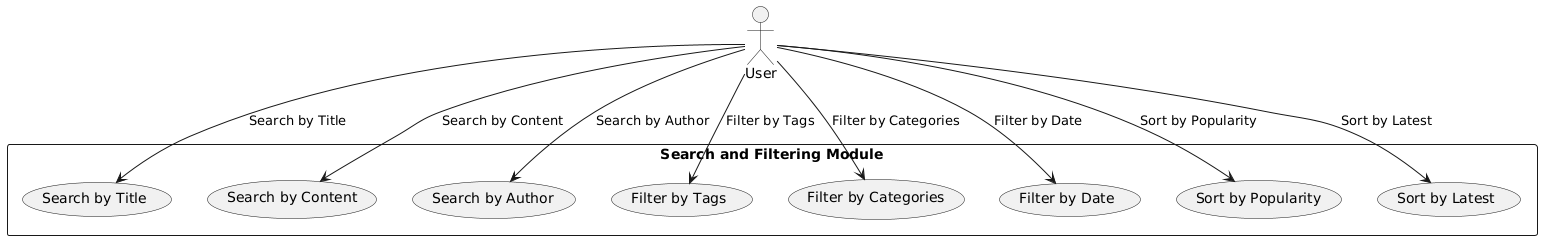 User
Search by Title
Search by Content
Search by Author
Filter by Tags
Filter by Categories
Filter by Date
Sort by Popularity
Sort by Latest
Search and Filtering Module
Search by Title
Search by Content
Search by Author
Filter by Tags
Filter by Categories
Filter by Date
Sort by Popularity
Sort by Latest